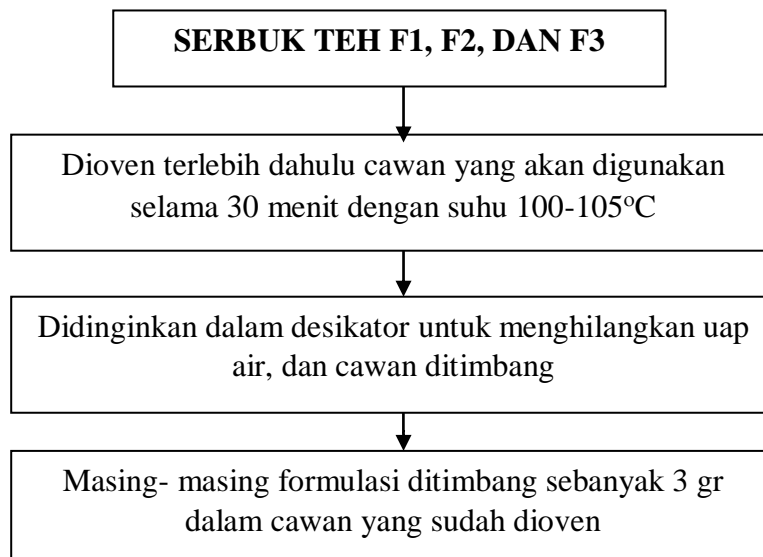 SERBUK TEH F1, F2, DAN F3
Dioven terlebih dahulu cawan yang akan digunakan
selama 30 menit dengan suhu 100-105°C
Didinginkan dalam desikator untuk menghilangkan uap
air, dan cawan ditimbang
Masing- masing formulasi ditimbang sebanyak 3 gr
dalam cawan yang sudah dioven